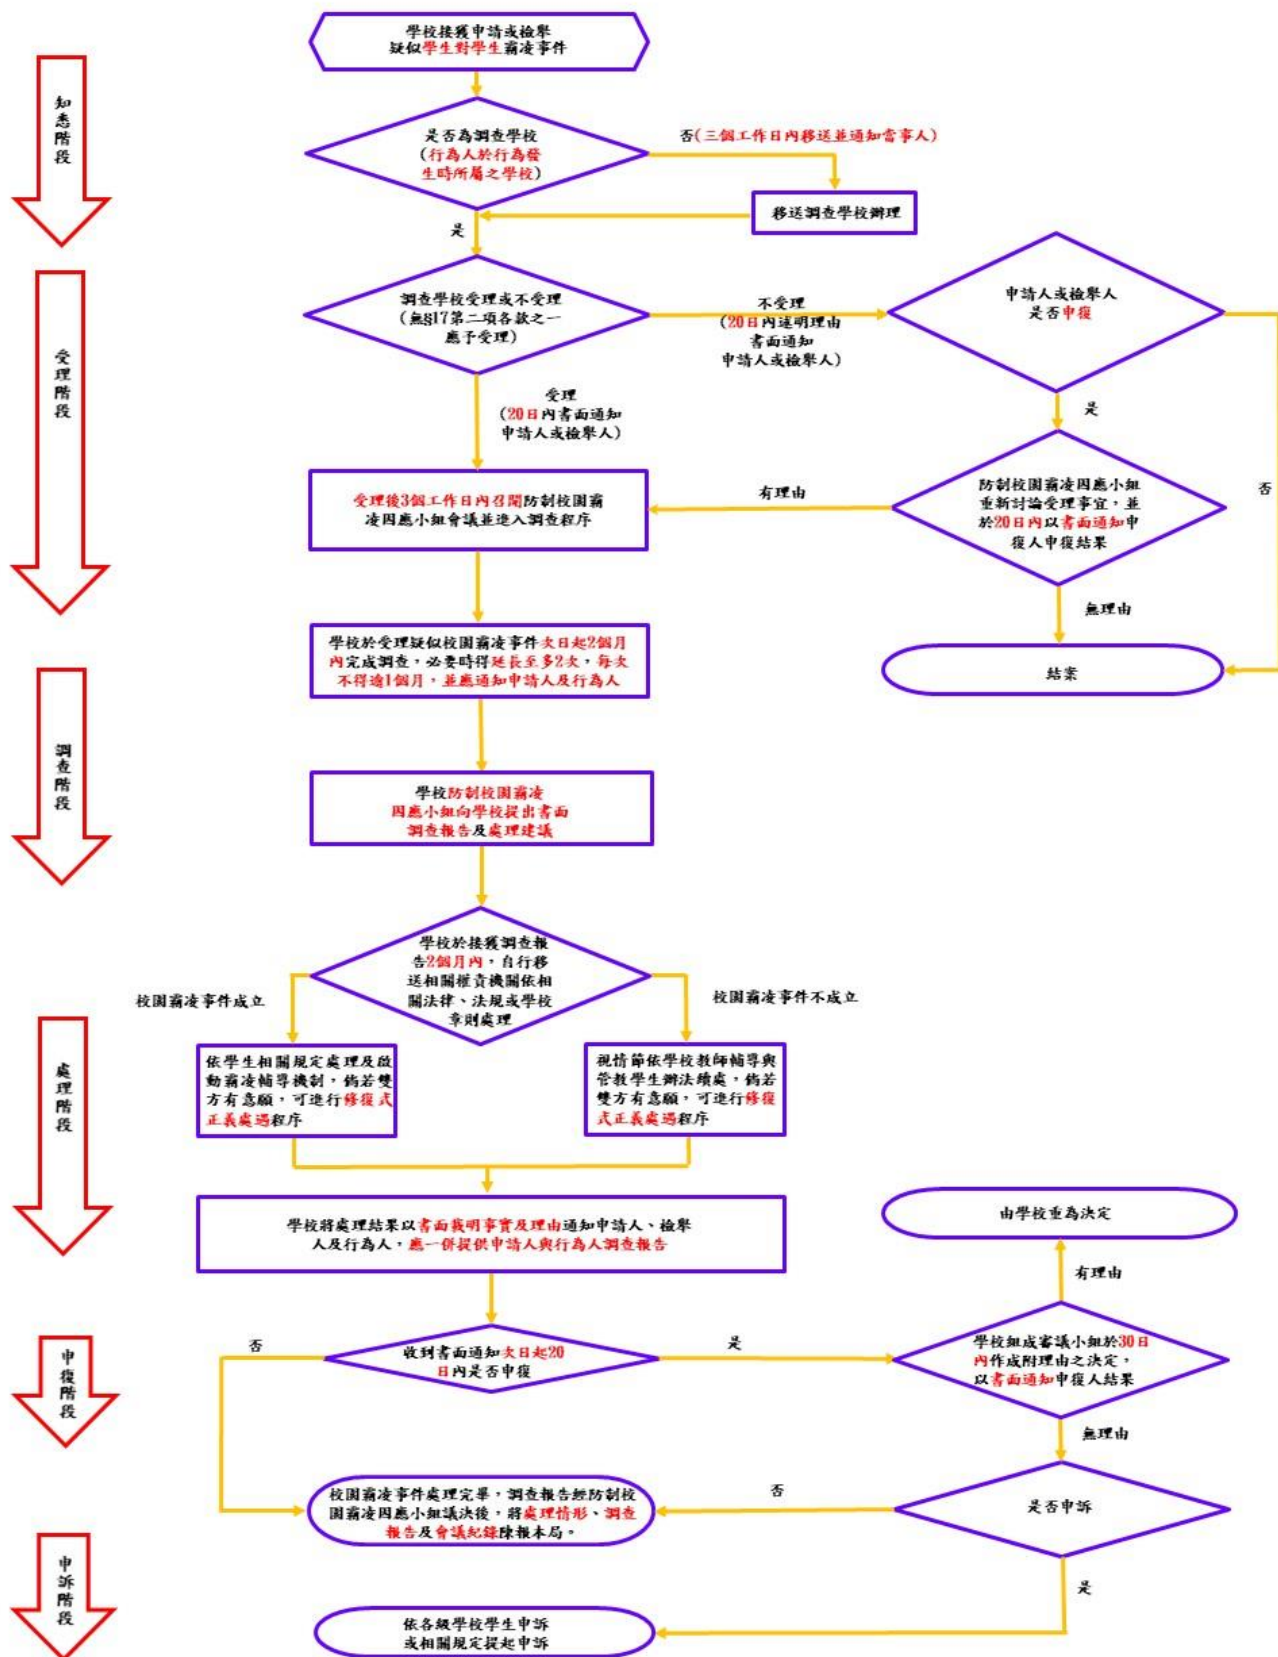 學校接獲申請或檢舉
疑似學生對學生霸凌事件
知悉階段
是否為調查學校
(行為人於行為發
生時所屬之學校)
否(三個工作日內移送並通知當事人)
移送調查學校辦理
是
受理階段
調查學校受理或不受理
(無§17第二項各款之一
應予受理)
不受理
(20日內述明理由
書面通知
申請人或檢舉人)
申請人或檢舉人
是否申復
受理
(20日內書面通知
申請人或檢舉人)
是
否
受理後3個工作日內召開防制校園霸
凌因應小組會議並進入調查程序
有理由
防制校園霸凌因應小組
重新討論受理事宜，並
於20日內以書面通知申
復人申復結果
無理由
結案
學校於受理疑似校園霸凌事件次日起2個月
內完成調查，必要時得延長至多2次，每次
不得逾1個月，並應通知申請人及行為人
調查階段
學校防制校園霸凌
因應小組向學校提出書面
調查報告及處理建議
學校於接獲調查報
告2個月內，自行移
送相關權責機關依相
關法律、法規或學校
章則處理
校園霸凌事件成立
校園霸凌事件不成立
處理階段
依學生相關規定處理及啟
動霸凌輔導機制，倘若雙
方有意願，可進行修復式
正義處遇程序
視情節依學校教師輔導與
管教學生辦法續處，倘若
雙方有意願，可進行修復
式正義處遇程序
學校將處理結果以書面載明事實及理由通知申請人、檢舉
人及行為人，應一併提供申請人與行為人調查報告
由學校重為決定
有理由
申復階段
否
收到書面通知次日起20
日內是否申復
是
學校組成審議小組於30日
內作成附理由之決定，
以書面通知申復人結果
無理由
校園霸凌事件處理完畢，調查報告經防制校
園霸凌因應小組議決後，將處理情形、調查
報告及會議紀錄陳報本局。
否
是否申訴
是
申訴階段
依各級學校學生申訴
或相關規定提起申訴